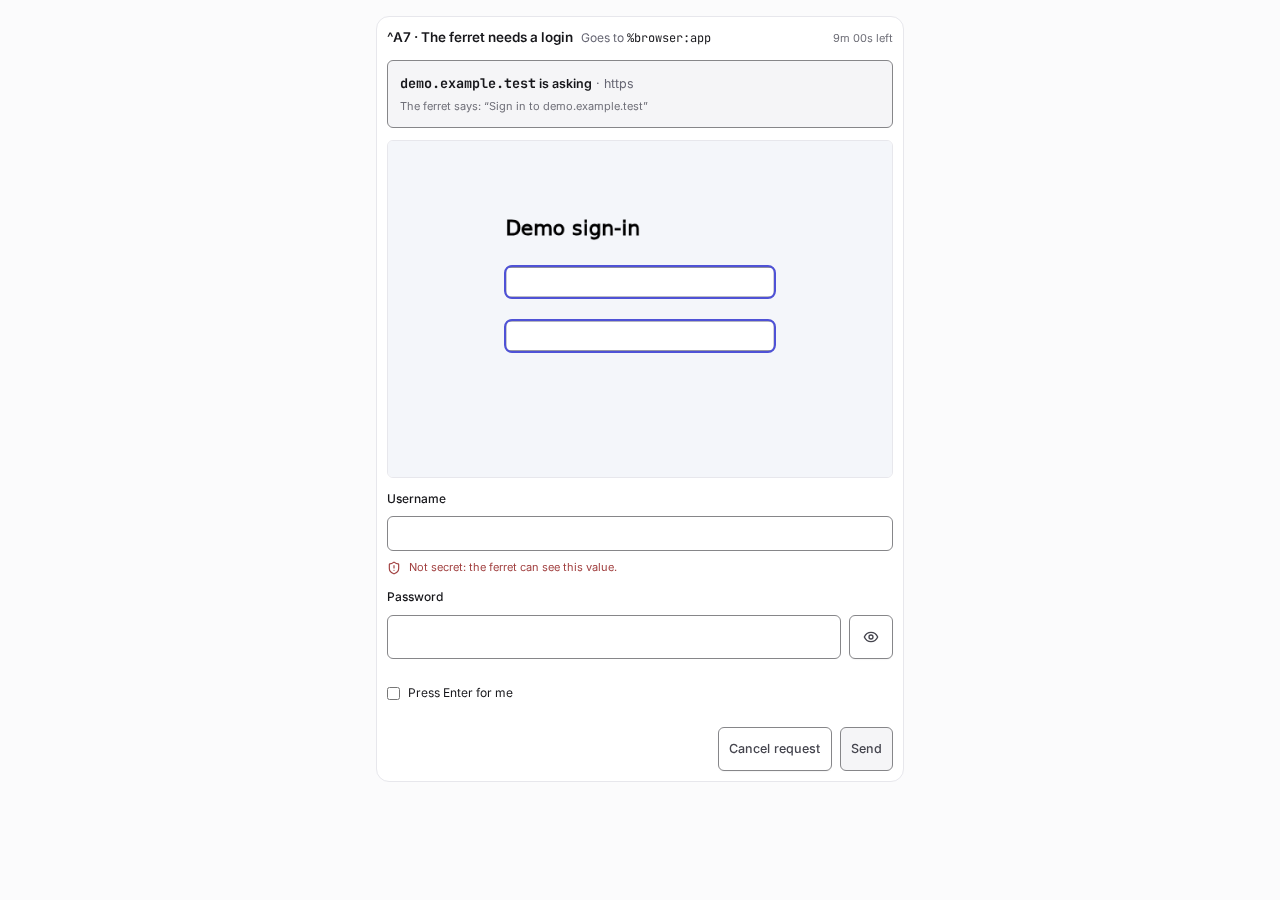 ^A7 · The ferret needs a login Goes to %browser:app 9m 00s left
demo.example.test is asking · https
The ferret says: “Sign in to demo.example.test”
Demo sign-in
Username
Not secret: the ferret can see this value.
Password
Press Enter for me
Cancel request Send